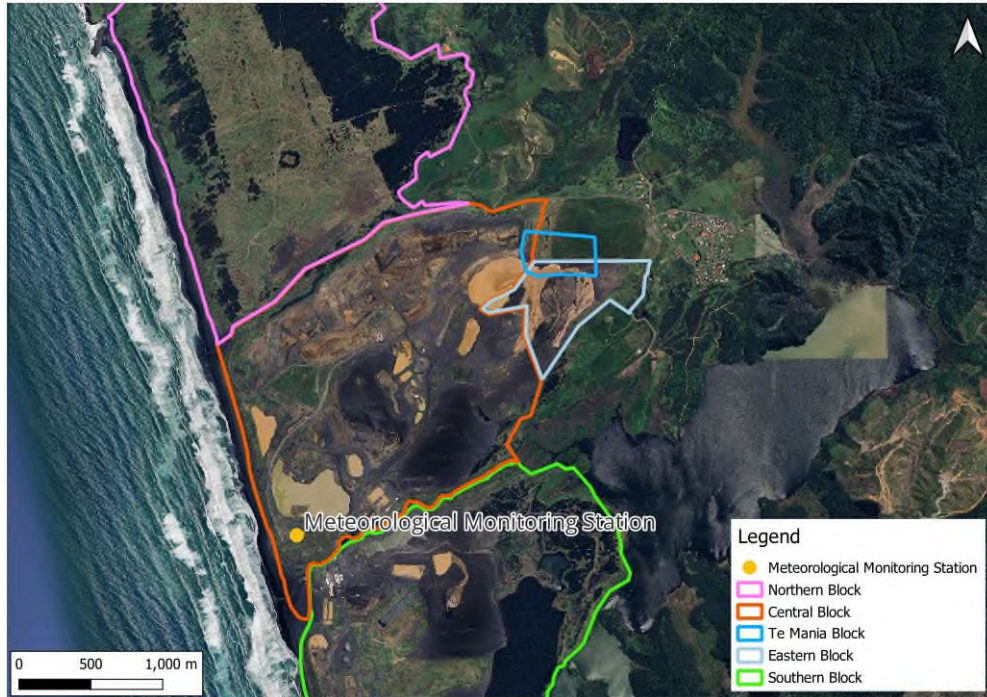 Meteorological Monitoring Station
Legend
Meteorological Monitoring Station
Northern Block
Central Block
Te Mania Block
Eastern Block
Southern Block
0 500 1,000 m